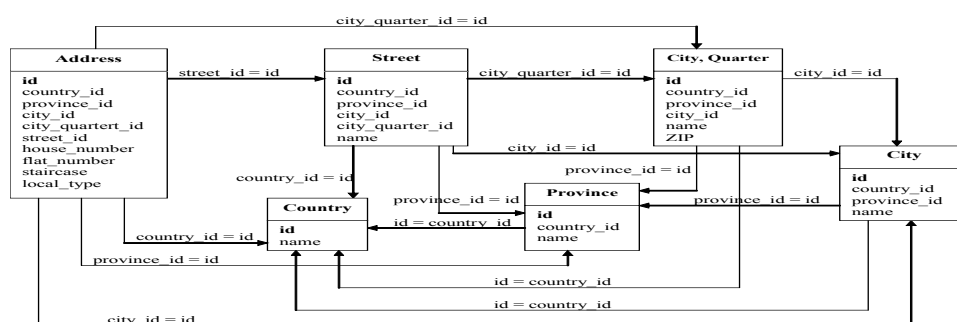 city_quarter_id = id
Address
id
country_id
province_id
city_id
city_quartert_id
street_id
house_number
flat_number
staircase
local_type
street_id = id
Street
id
country_id
province_id
city_id
city_quarter_id
name
city_quarter_id = id
City, Quarter
id
country_id
province_id
city_id
name
ZIP
city_id = id
city_id = id
City
id
country_id
province_id
name
country_id = id
province_id = id
Country
id
name
province_id = id
Province
id
country_id
name
province_id = id
id = country_id
country_id = id
province_id = id
id = country_id
id = country_id
city_id = id